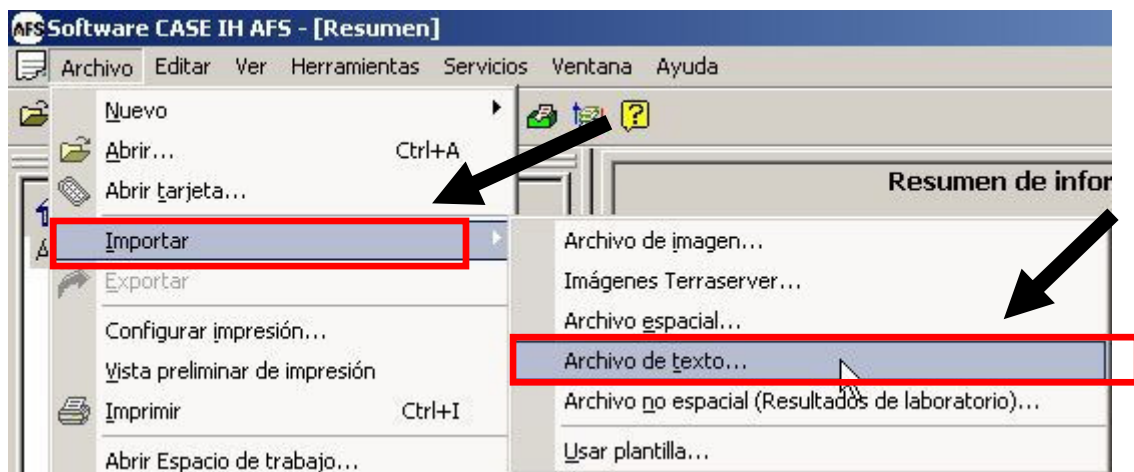 AFS Software CASE IH AFS - [Resumen]
Archivo Editar Ver Herramientas Servicios Ventana Ayuda
Nuevo
Abrir... Ctrl+A
Abrir tarjeta...
Resumen de infor
Importar
Exportar
Configurar impresión...
Vista preliminar de impresión
Imprimir Ctrl+I
Abrir Espacio de trabajo...
Archivo de imagen...
Imágenes Terraserver...
Archivo espacial...
Archivo de texto...
Archivo no espacial (Resultados de laboratorio)...
Usar plantilla...